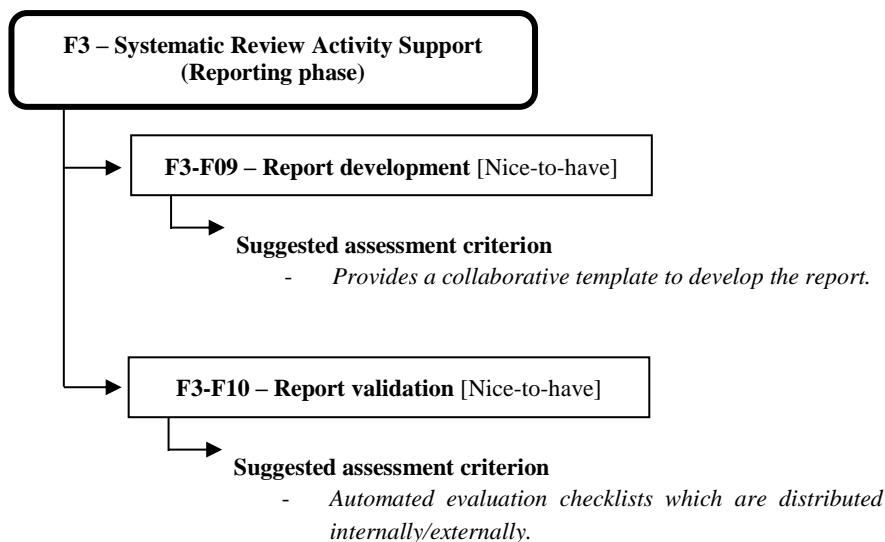 F3 – Systematic Review Activity Support
(Reporting phase)
F3-F09 – Report development [Nice-to-have]
Suggested assessment criterion
- Provides a collaborative template to develop the report.
F3-F10 – Report validation [Nice-to-have]
Suggested assessment criterion
- Automated evaluation checklists which are distributed
internally/externally.